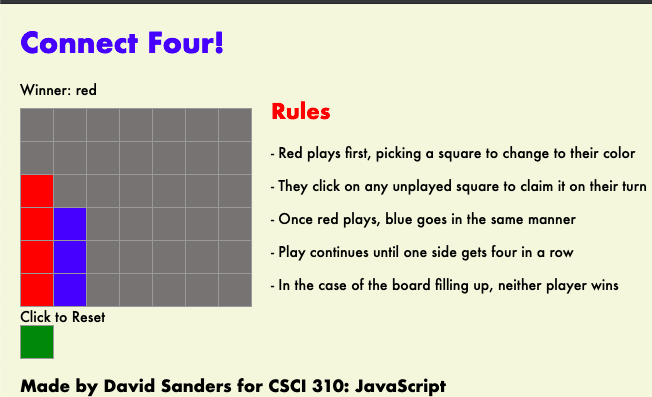 Connect Four!
Winner: red
Rules
- Red plays first, picking a square to change to their color
- They click on any unplayed square to claim it on their turn
- Once red plays, blue goes in the same manner
- Play continues until one side gets four in a row
- In the case of the board filling up, neither player wins
Click to Reset
Made by David Sanders for CSCI 310: JavaScript